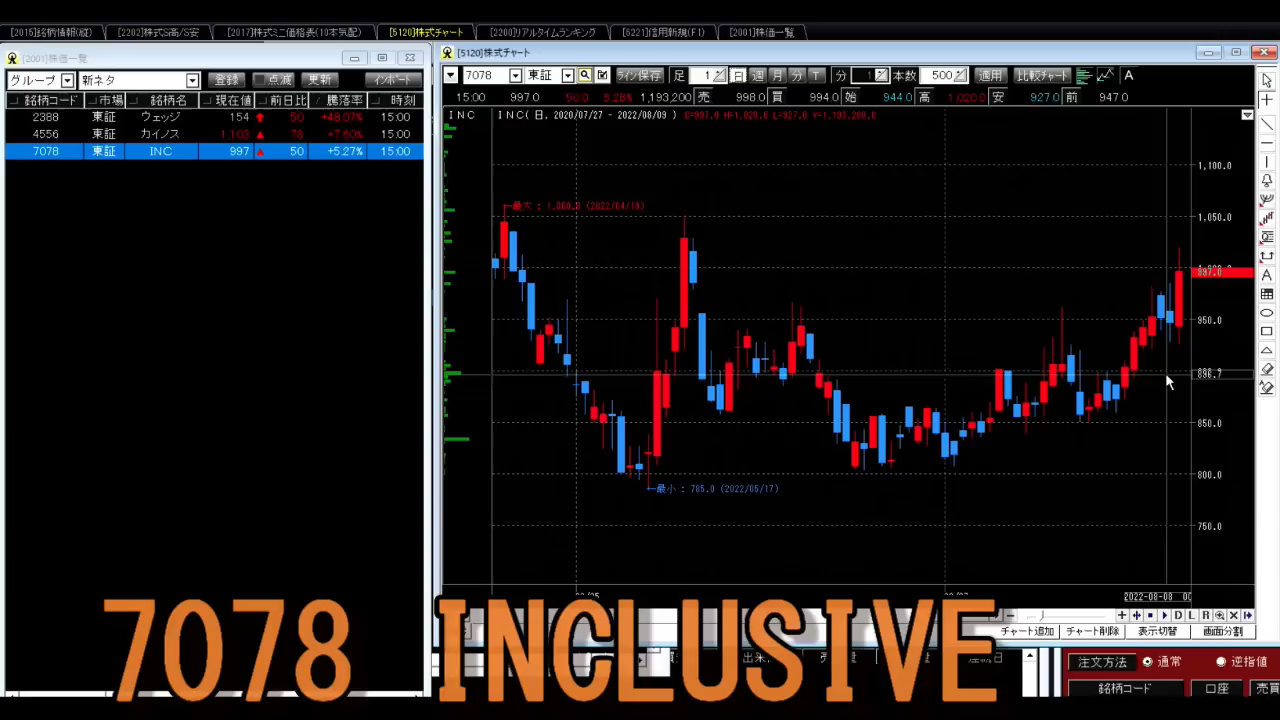 [2015]銘柄情報(縦) [2202]株式S高/S安 [2017]株式ミニ価格表(10本気配) [5120]株式チャート [2200]リアルタイムランキング [6221]信用新規(F1) [2001]株価一覧
[2001]株価一覧
グループ 新ネタ 登録 点滅 更新 インポート
銘柄コード 市場 銘柄名 現在値 前日比 騰落率 時刻
2388 東証 ウェッジ 154 50 +48.07% 15:00
4556 東証 カイノス 1,102 78 +7.60% 15:00
7078 東証 INC 997 50 +5.27% 15:00
[5120]株式チャート
7078 東証 ライン保存 足 1 日 週 月 分 T 分 1 本数 500 適用 比較チャート A
15:00 997.0 50.0 5.28% 1,193,200 売 998.0 買 994.0 始 944.0 高 1,020.0 安 927.0 前 947.0
INC INC(日, 2020/07/27 - 2022/08/09 )
1,100.0
最大 : 1,060.0 (2022/04/19)
1,050.0
997.0
950.0
898.7
850.0
800.0
最小 : 785.0 (2022/05/17)
750.0
2022-08-08
D L R
チャート追加 チャート削除 表示切替 画面分割
注文方法 通常 逆指値
銘柄コード 口座 売買
7078 INCLUSIVE